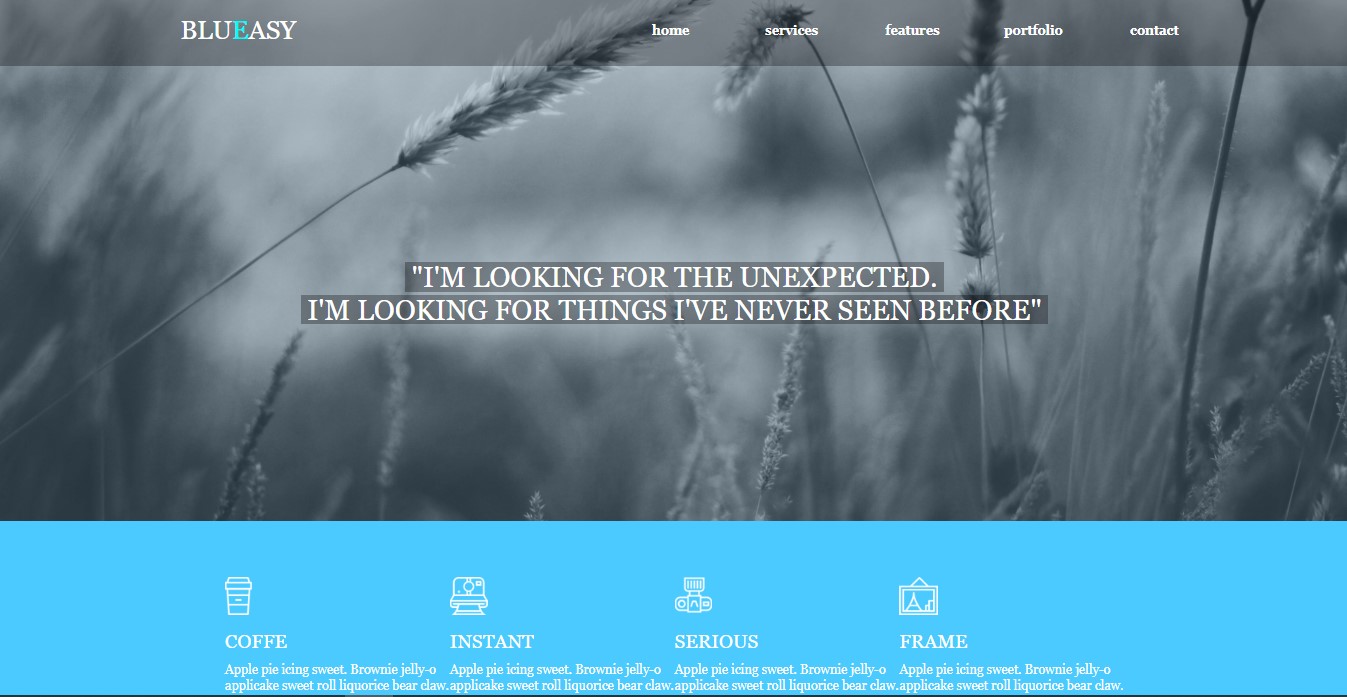 BLUEASY
home services features portfolio contact
"I'M LOOKING FOR THE UNEXPECTED.
I'M LOOKING FOR THINGS I'VE NEVER SEEN BEFORE"
COFFE
Apple pie icing sweet. Brownie jelly-o
applicake sweet roll liquorice bear claw.
INSTANT
Apple pie icing sweet. Brownie jelly-o
applicake sweet roll liquorice bear claw.
SERIOUS
Apple pie icing sweet. Brownie jelly-o
applicake sweet roll liquorice bear claw.
FRAME
Apple pie icing sweet. Brownie jelly-o
applicake sweet roll liquorice bear claw.